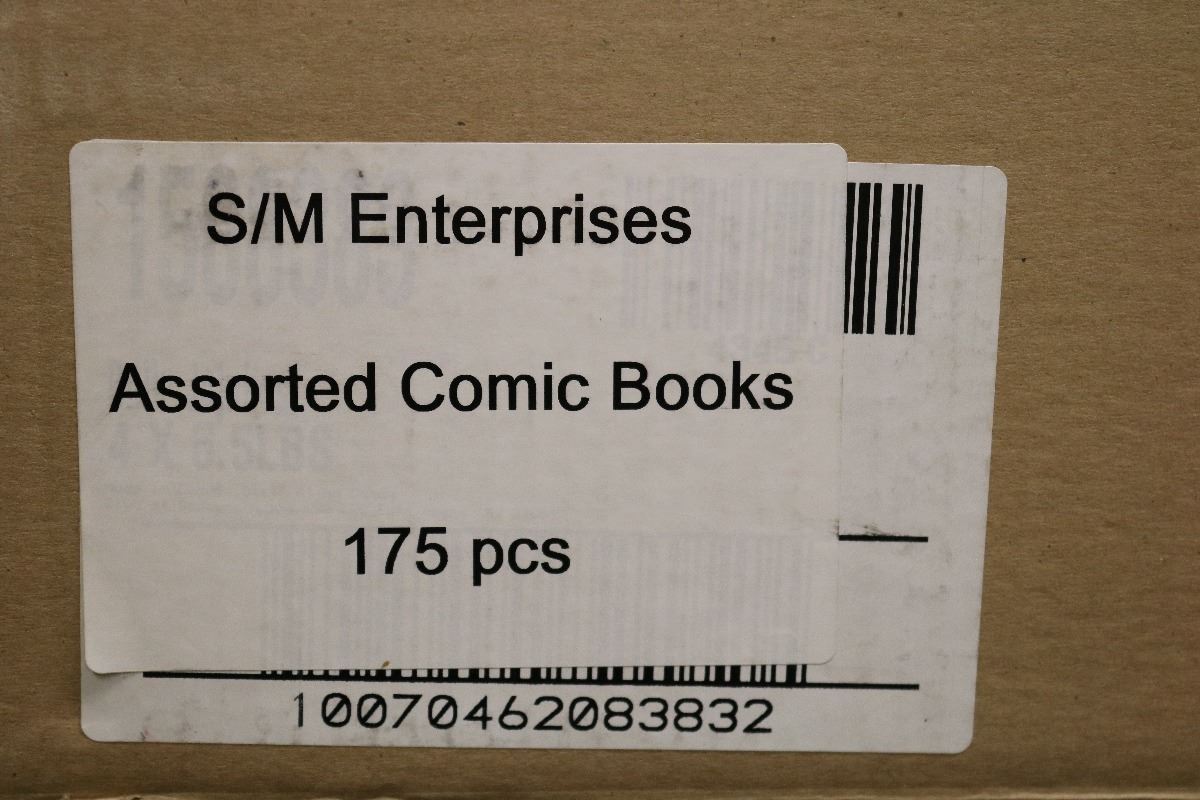 S/M Enterprises
Assorted Comic Books
175 pcs
10070462083832